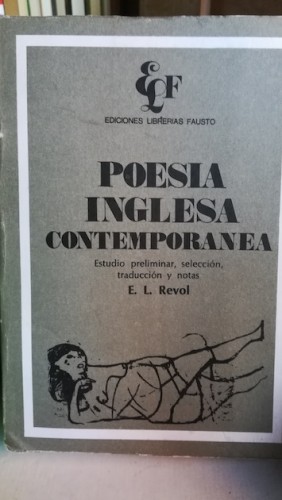 ELF
EDICIONES LIBRERIAS FAUSTO
POESIA
INGLESA
CONTEMPORANEA
Estudio preliminar, selección,
traducción y notas
E. L. Revol